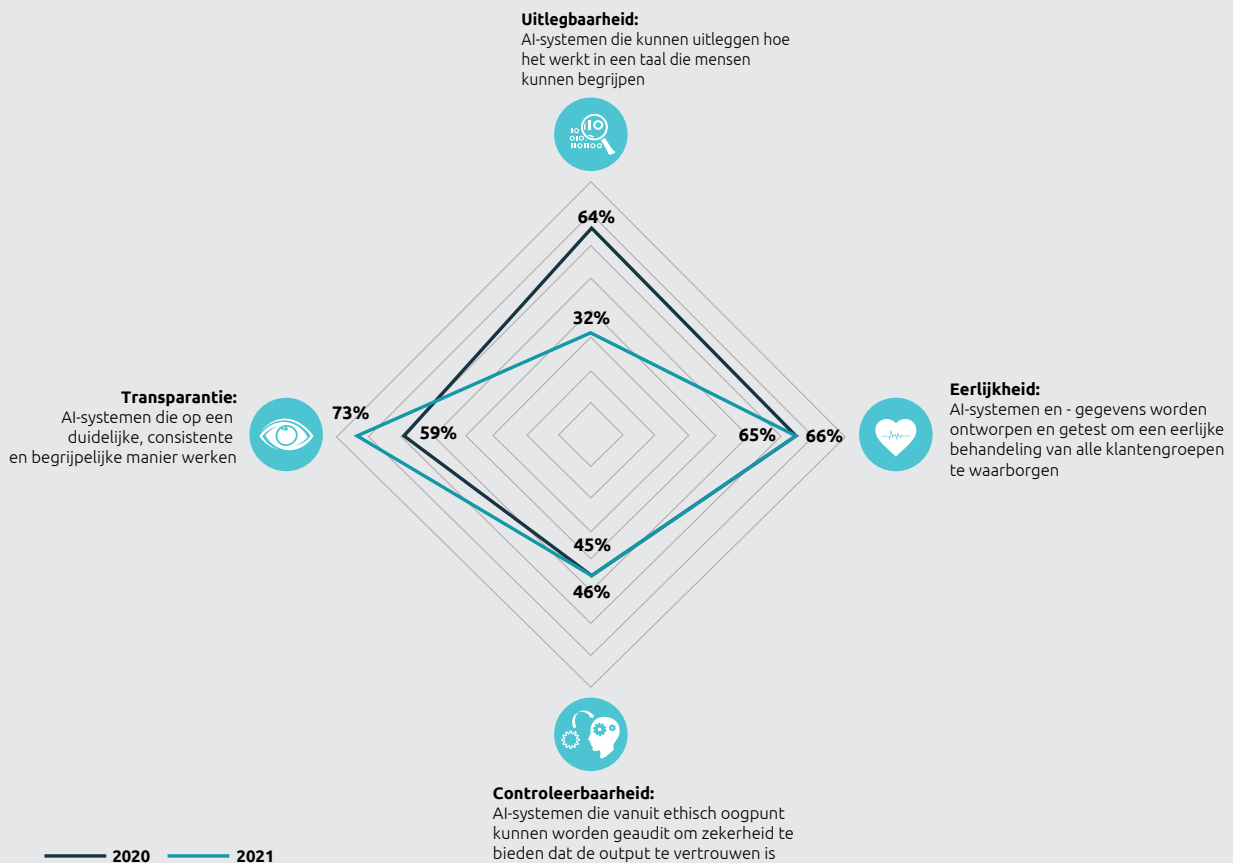 Uitlegbaarheid:
AI-systemen die kunnen uitleggen hoe
het werkt in een taal die mensen
kunnen begrijpen
64%
32%
Transparantie:
AI-systemen die op een
duidelijke, consistente
en begrijpelijke manier werken
73%
59%
65%
66%
Eerlijkheid:
AI-systemen en - gegevens worden
ontworpen en getest om een eerlijke
behandeling van alle klantengroepen
te waarborgen
45%
46%
Controleerbaarheid:
AI-systemen die vanuit ethisch oogpunt
kunnen worden geaudit om zekerheid te
bieden dat de output te vertrouwen is
2020 2021